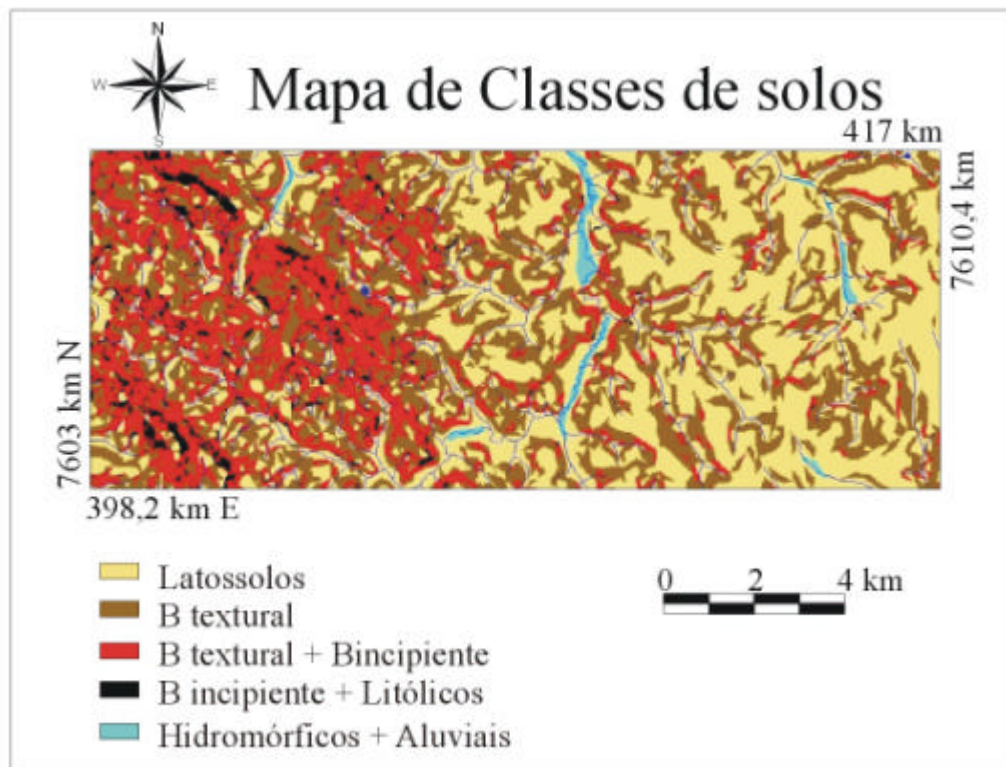 N
W
E
S
Mapa de Classes de solos
417 km
7610,4 km
7603 km N
398,2 km E
Latossolos
B textural
B textural + Bincipiente
B incipiente + Litólicos
Hidromórficos + Aluviais
0 2 4 km